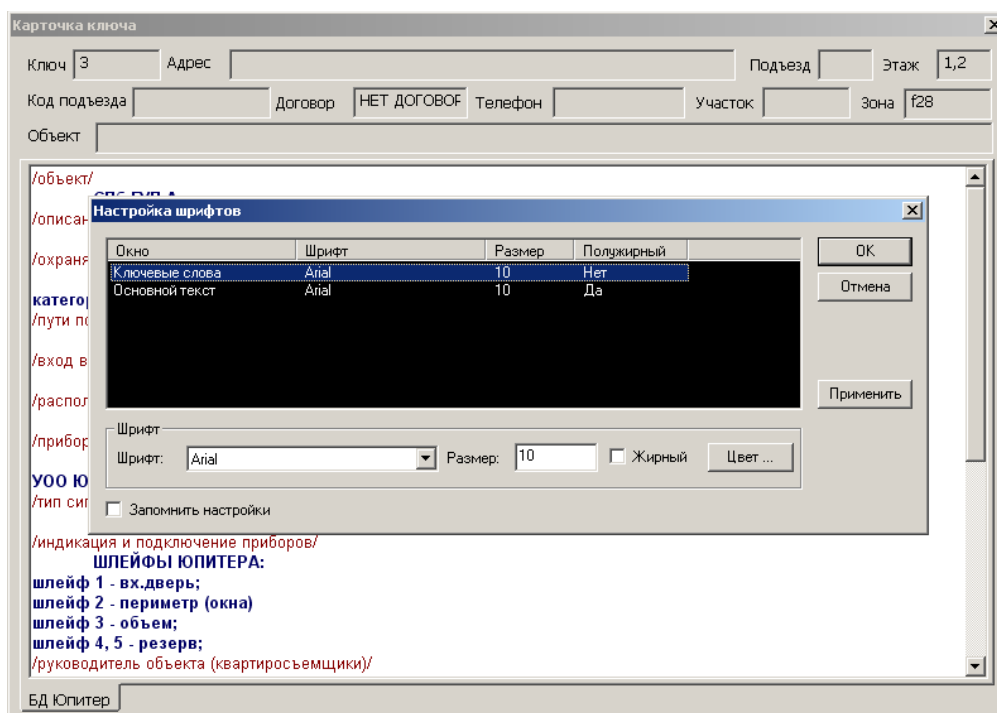 Карточка ключа
Ключ 3 Адрес Подъезд Этаж 1,2
Код подъезда Договор НЕТ ДОГОВОР Телефон Участок Зона f28
Объект
/объект/
Настройка шрифтов
/описан
Окно Шрифт Размер Полужирный OK
/охраня
Ключевые слова Arial 10 Нет
Основной текст Arial 10 Да Отмена
катего
/пути по
/вход в
/распол Применить
Шрифт
/прибор
Шрифт: Arial Размер: 10 Жирный Цвет ...
УОО Ю
/тип сиг
Запомнить настройки
/индикация и подключение приборов/
ШЛЕЙФЫ ЮПИТЕРА:
шлейф 1 - вх.дверь;
шлейф 2 - периметр (окна)
шлейф 3 - объем;
шлейф 4, 5 - резерв;
/руководитель объекта (квартиросъемщики)/
БД Юпитер